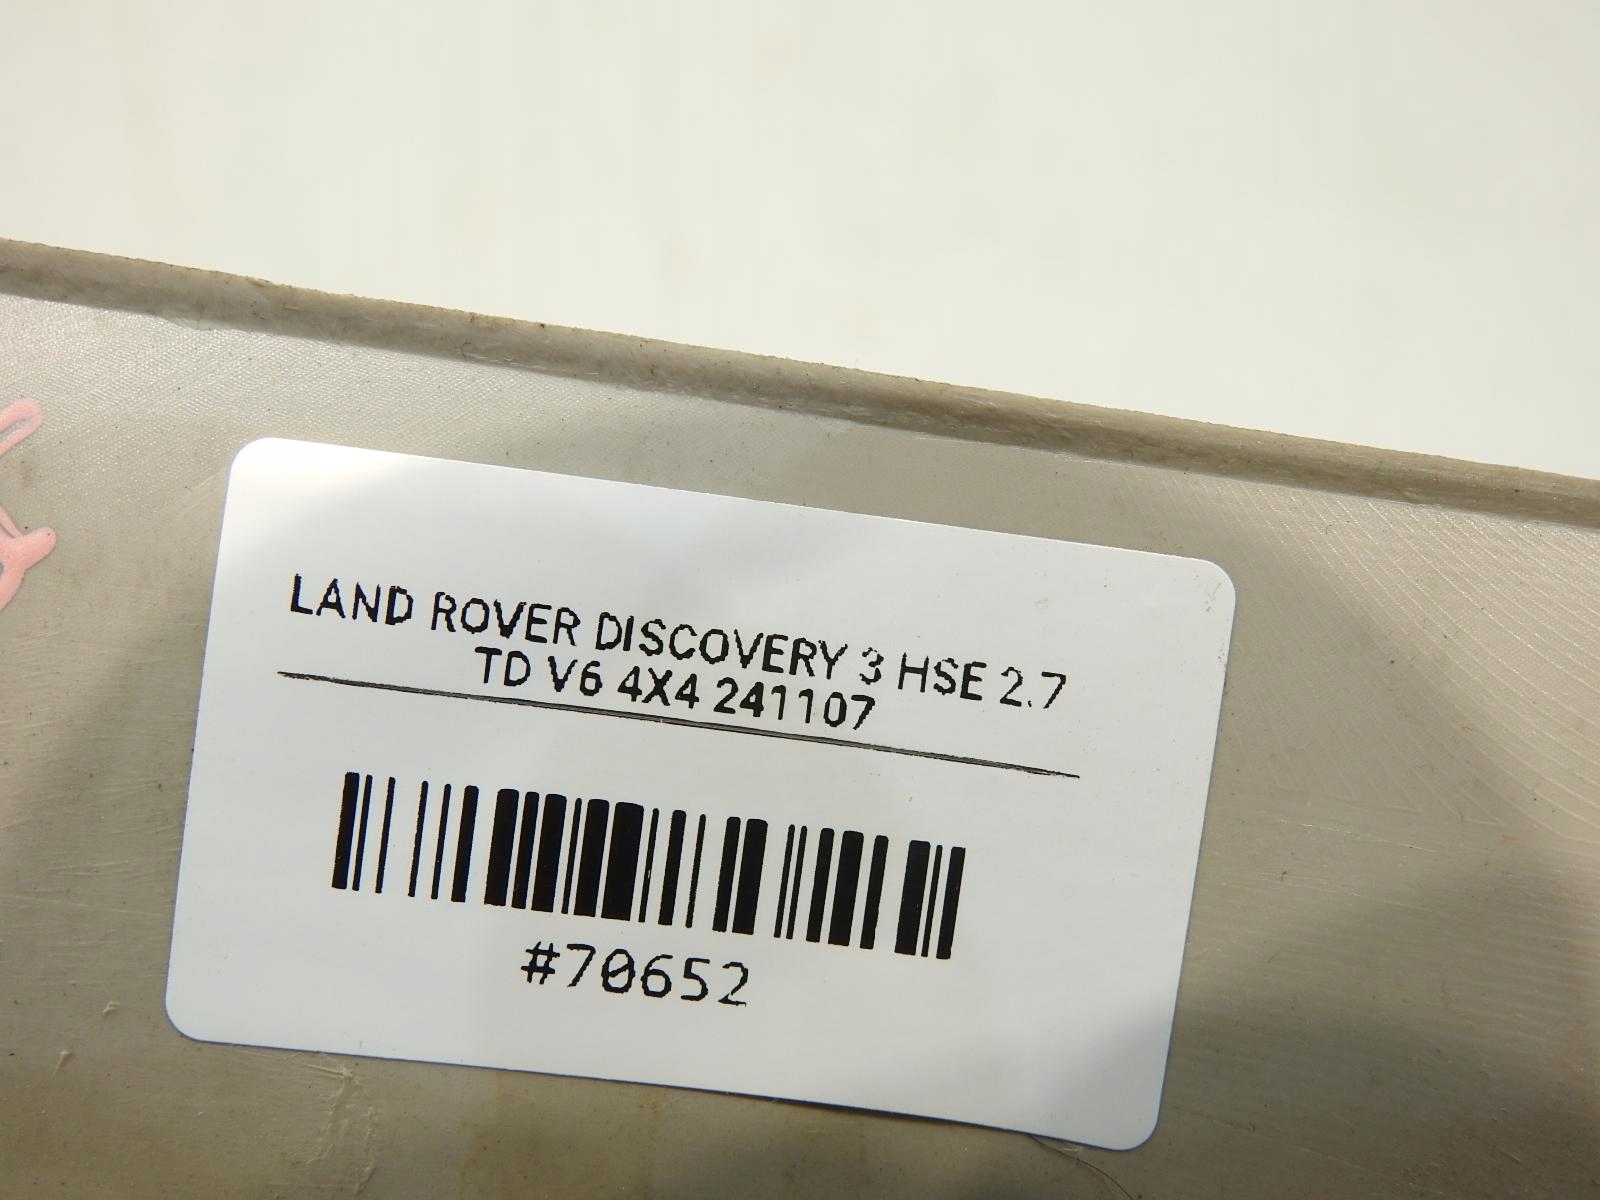 LAND ROVER DISCOVERY 3 HSE 2.7
TD V6 4X4 241107
#70652